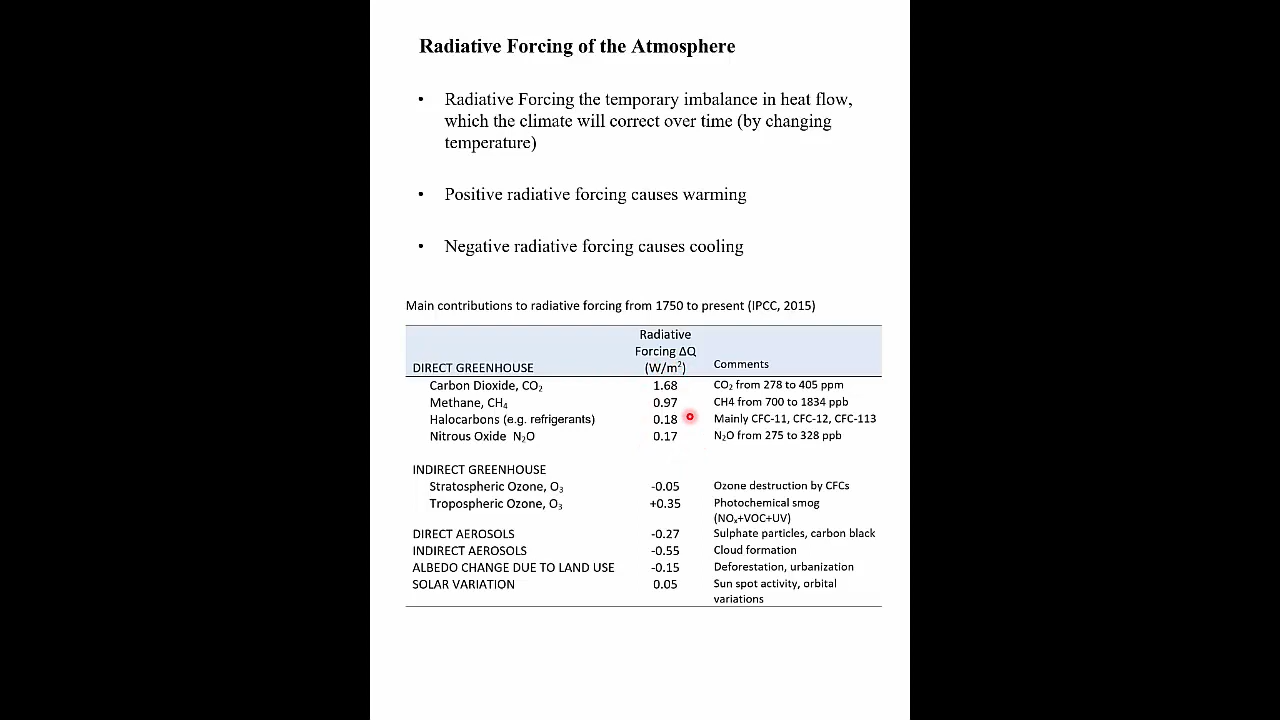 Radiative Forcing of the Atmosphere
• Radiative Forcing the temporary imbalance in heat flow,
which the climate will correct over time (by changing
temperature)
• Positive radiative forcing causes warming
• Negative radiative forcing causes cooling
Main contributions to radiative forcing from 1750 to present (IPCC, 2015)
Radiative
Forcing ΔQ
DIRECT GREENHOUSE (W/m²) Comments
Carbon Dioxide, CO₂ 1.68 CO₂ from 278 to 405 ppm
Methane, CH₄ 0.97 CH4 from 700 to 1834 ppb
Halocarbons (e.g. refrigerants) 0.18 Mainly CFC-11, CFC-12, CFC-113
Nitrous Oxide N₂O 0.17 N₂O from 275 to 328 ppb
INDIRECT GREENHOUSE
Stratospheric Ozone, O₃ -0.05 Ozone destruction by CFCs
Tropospheric Ozone, O₃ +0.35 Photochemical smog
(NOₓ+VOC+UV)
DIRECT AEROSOLS -0.27 Sulphate particles, carbon black
INDIRECT AEROSOLS -0.55 Cloud formation
ALBEDO CHANGE DUE TO LAND USE -0.15 Deforestation, urbanization
SOLAR VARIATION 0.05 Sun spot activity, orbital
variations